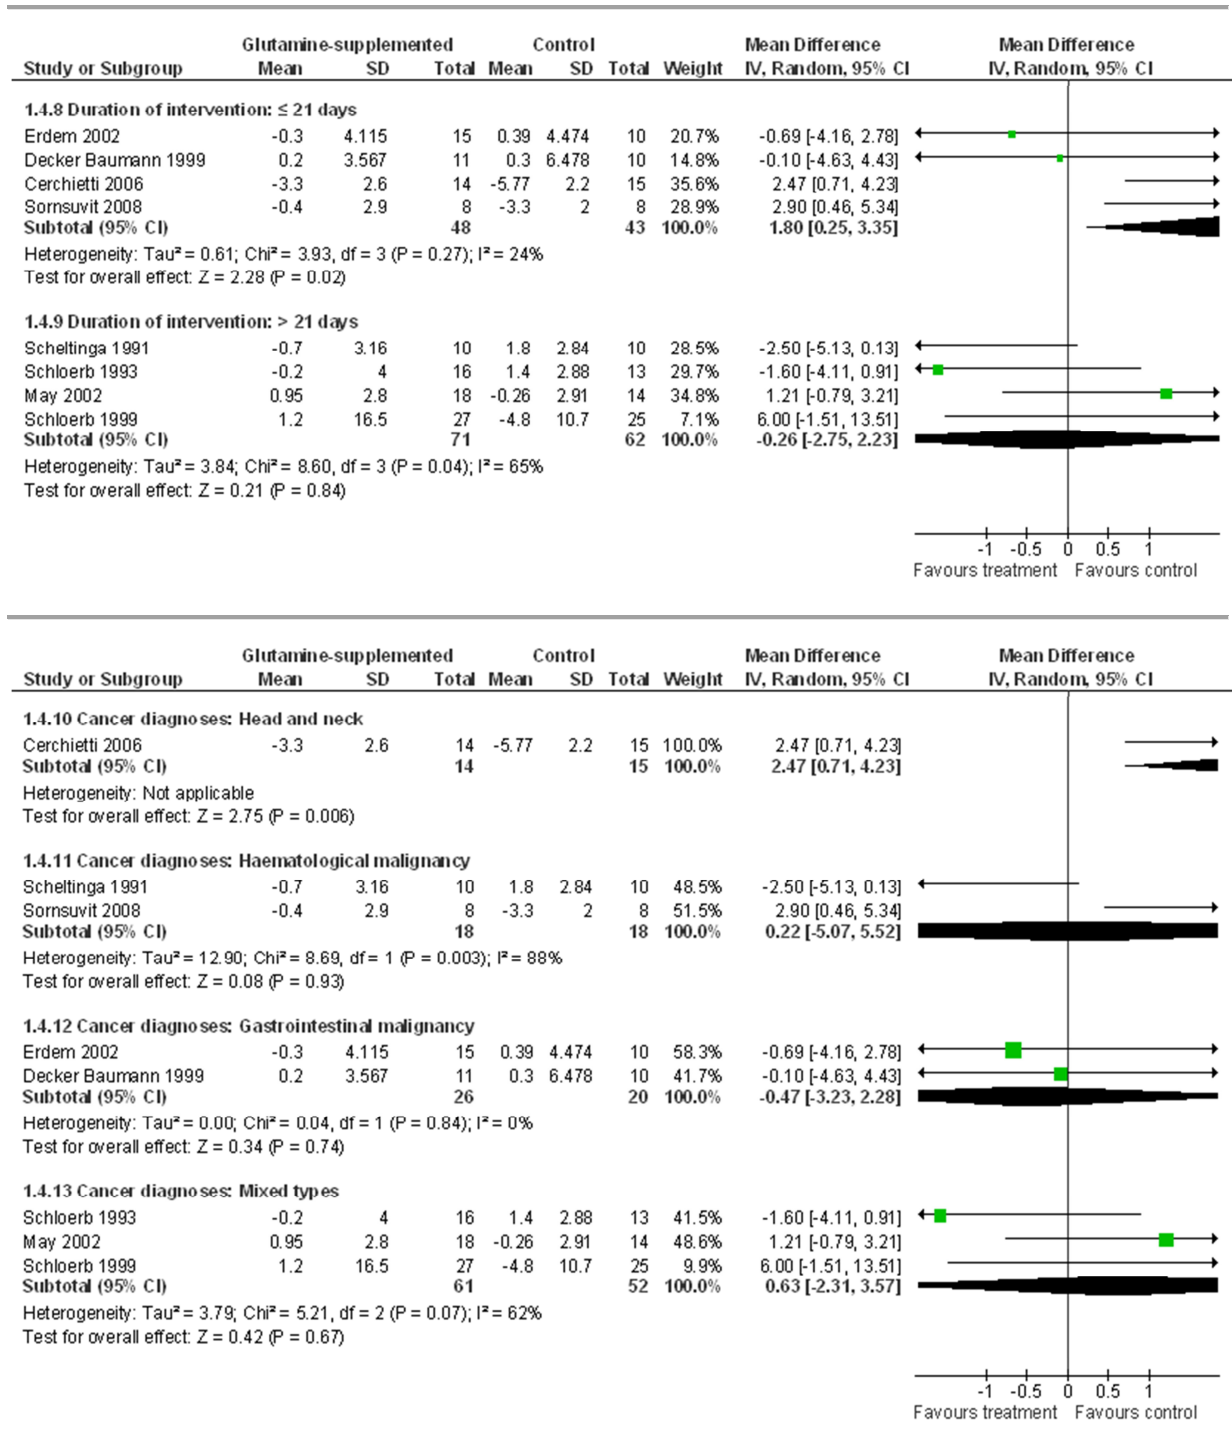 Glutamine-supplemented Control Mean Difference Mean Difference
Study or Subgroup Mean SD Total Mean SD Total Weight IV, Random, 95% CI IV, Random, 95% CI
1.4.8 Duration of intervention: ≤ 21 days
Erdem 2002 -0.3 4.115 15 0.39 4.474 10 20.7% -0.69 [-4.16, 2.78]
Decker Baumann 1999 0.2 3.567 11 0.3 6.478 10 14.8% -0.10 [-4.63, 4.43]
Cerchietti 2006 -3.3 2.6 14 -5.77 2.2 15 35.6% 2.47 [0.71, 4.23]
Sornsuvit 2008 -0.4 2.9 8 -3.3 2 8 28.9% 2.90 [0.46, 5.34]
Subtotal (95% CI) 48 43 100.0% 1.80 [0.25, 3.35]
Heterogeneity: Tau² = 0.61; Chi² = 3.93, df = 3 (P = 0.27); I² = 24%
Test for overall effect: Z = 2.28 (P = 0.02)
1.4.9 Duration of intervention: > 21 days
Scheltinga 1991 -0.7 3.16 10 1.8 2.84 10 28.5% -2.50 [-5.13, 0.13]
Schloerb 1993 -0.2 4 16 1.4 2.88 13 29.7% -1.60 [-4.11, 0.91]
May 2002 0.95 2.8 18 -0.26 2.91 14 34.8% 1.21 [-0.79, 3.21]
Schloerb 1999 1.2 16.5 27 -4.8 10.7 25 7.1% 6.00 [-1.51, 13.51]
Subtotal (95% CI) 71 62 100.0% -0.26 [-2.75, 2.23]
Heterogeneity: Tau² = 3.84; Chi² = 8.60, df = 3 (P = 0.04); I² = 65%
Test for overall effect: Z = 0.21 (P = 0.84)
-1 -0.5 0 0.5 1
Favours treatment Favours control
Glutamine-supplemented Control Mean Difference Mean Difference
Study or Subgroup Mean SD Total Mean SD Total Weight IV, Random, 95% CI IV, Random, 95% CI
1.4.10 Cancer diagnoses: Head and neck
Cerchietti 2006 -3.3 2.6 14 -5.77 2.2 15 100.0% 2.47 [0.71, 4.23]
Subtotal (95% CI) 14 15 100.0% 2.47 [0.71, 4.23]
Heterogeneity: Not applicable
Test for overall effect: Z = 2.75 (P = 0.006)
1.4.11 Cancer diagnoses: Haematological malignancy
Scheltinga 1991 -0.7 3.16 10 1.8 2.84 10 48.5% -2.50 [-5.13, 0.13]
Sornsuvit 2008 -0.4 2.9 8 -3.3 2 8 51.5% 2.90 [0.46, 5.34]
Subtotal (95% CI) 18 18 100.0% 0.22 [-5.07, 5.52]
Heterogeneity: Tau² = 12.90; Chi² = 8.69, df = 1 (P = 0.003); I² = 88%
Test for overall effect: Z = 0.08 (P = 0.93)
1.4.12 Cancer diagnoses: Gastrointestinal malignancy
Erdem 2002 -0.3 4.115 15 0.39 4.474 10 58.3% -0.69 [-4.16, 2.78]
Decker Baumann 1999 0.2 3.567 11 0.3 6.478 10 41.7% -0.10 [-4.63, 4.43]
Subtotal (95% CI) 26 20 100.0% -0.47 [-3.23, 2.28]
Heterogeneity: Tau² = 0.00; Chi² = 0.04, df = 1 (P = 0.84); I² = 0%
Test for overall effect: Z = 0.34 (P = 0.74)
1.4.13 Cancer diagnoses: Mixed types
Schloerb 1993 -0.2 4 16 1.4 2.88 13 41.5% -1.60 [-4.11, 0.91]
May 2002 0.95 2.8 18 -0.26 2.91 14 48.6% 1.21 [-0.79, 3.21]
Schloerb 1999 1.2 16.5 27 -4.8 10.7 25 9.9% 6.00 [-1.51, 13.51]
Subtotal (95% CI) 61 52 100.0% 0.63 [-2.31, 3.57]
Heterogeneity: Tau² = 3.79; Chi² = 5.21, df = 2 (P = 0.07); I² = 62%
Test for overall effect: Z = 0.42 (P = 0.67)
-1 -0.5 0 0.5 1
Favours treatment Favours control